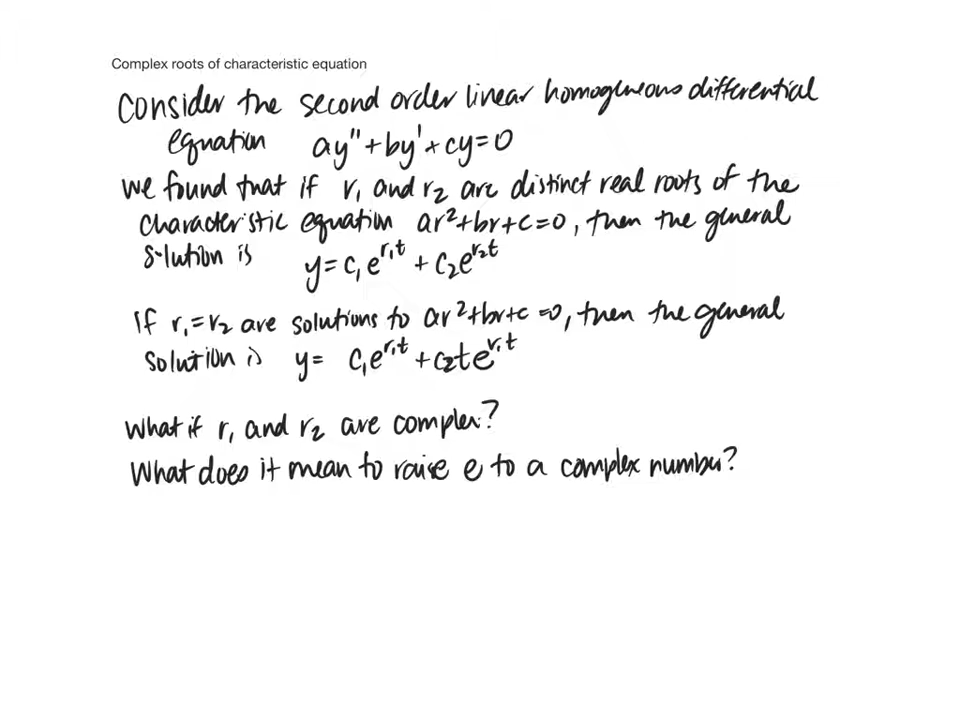 Complex roots of characteristic equation
Consider the second order linear homogeneous differential
equation ay"+by'+cy=0
we found that if r₁ and r₂ are distinct real roots of the
characteristic equation ar²+br+c=0, then the general
solution is y=c₁e^{r₁t} + c₂e^{r₂t}
If r₁=r₂ are solutions to ar²+br+c=0, then the general
solution is y= c₁e^{r₁t} + c₂te^{r₁t}
What if r₁ and r₂ are complex?
What does it mean to raise e to a complex number?